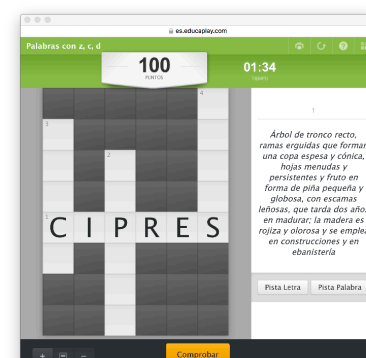 es.educaplay.com
Palabras con z, c, d
100
PUNTOS
01:34
TIEMPO
4
3
2
1
C I P R E S
1
Árbol de tronco recto,
ramas erguidas que forman
una copa espesa y cónica,
hojas menudas y
persistentes y fruto en
forma de piña pequeña y
globosa, con escamas
leñosas, que tarda dos años
en madurar; la madera es
rojiza y olorosa y se emplea
en construcciones y en
ebanistería
Pista Letra
Pista Palabra
Comprobar